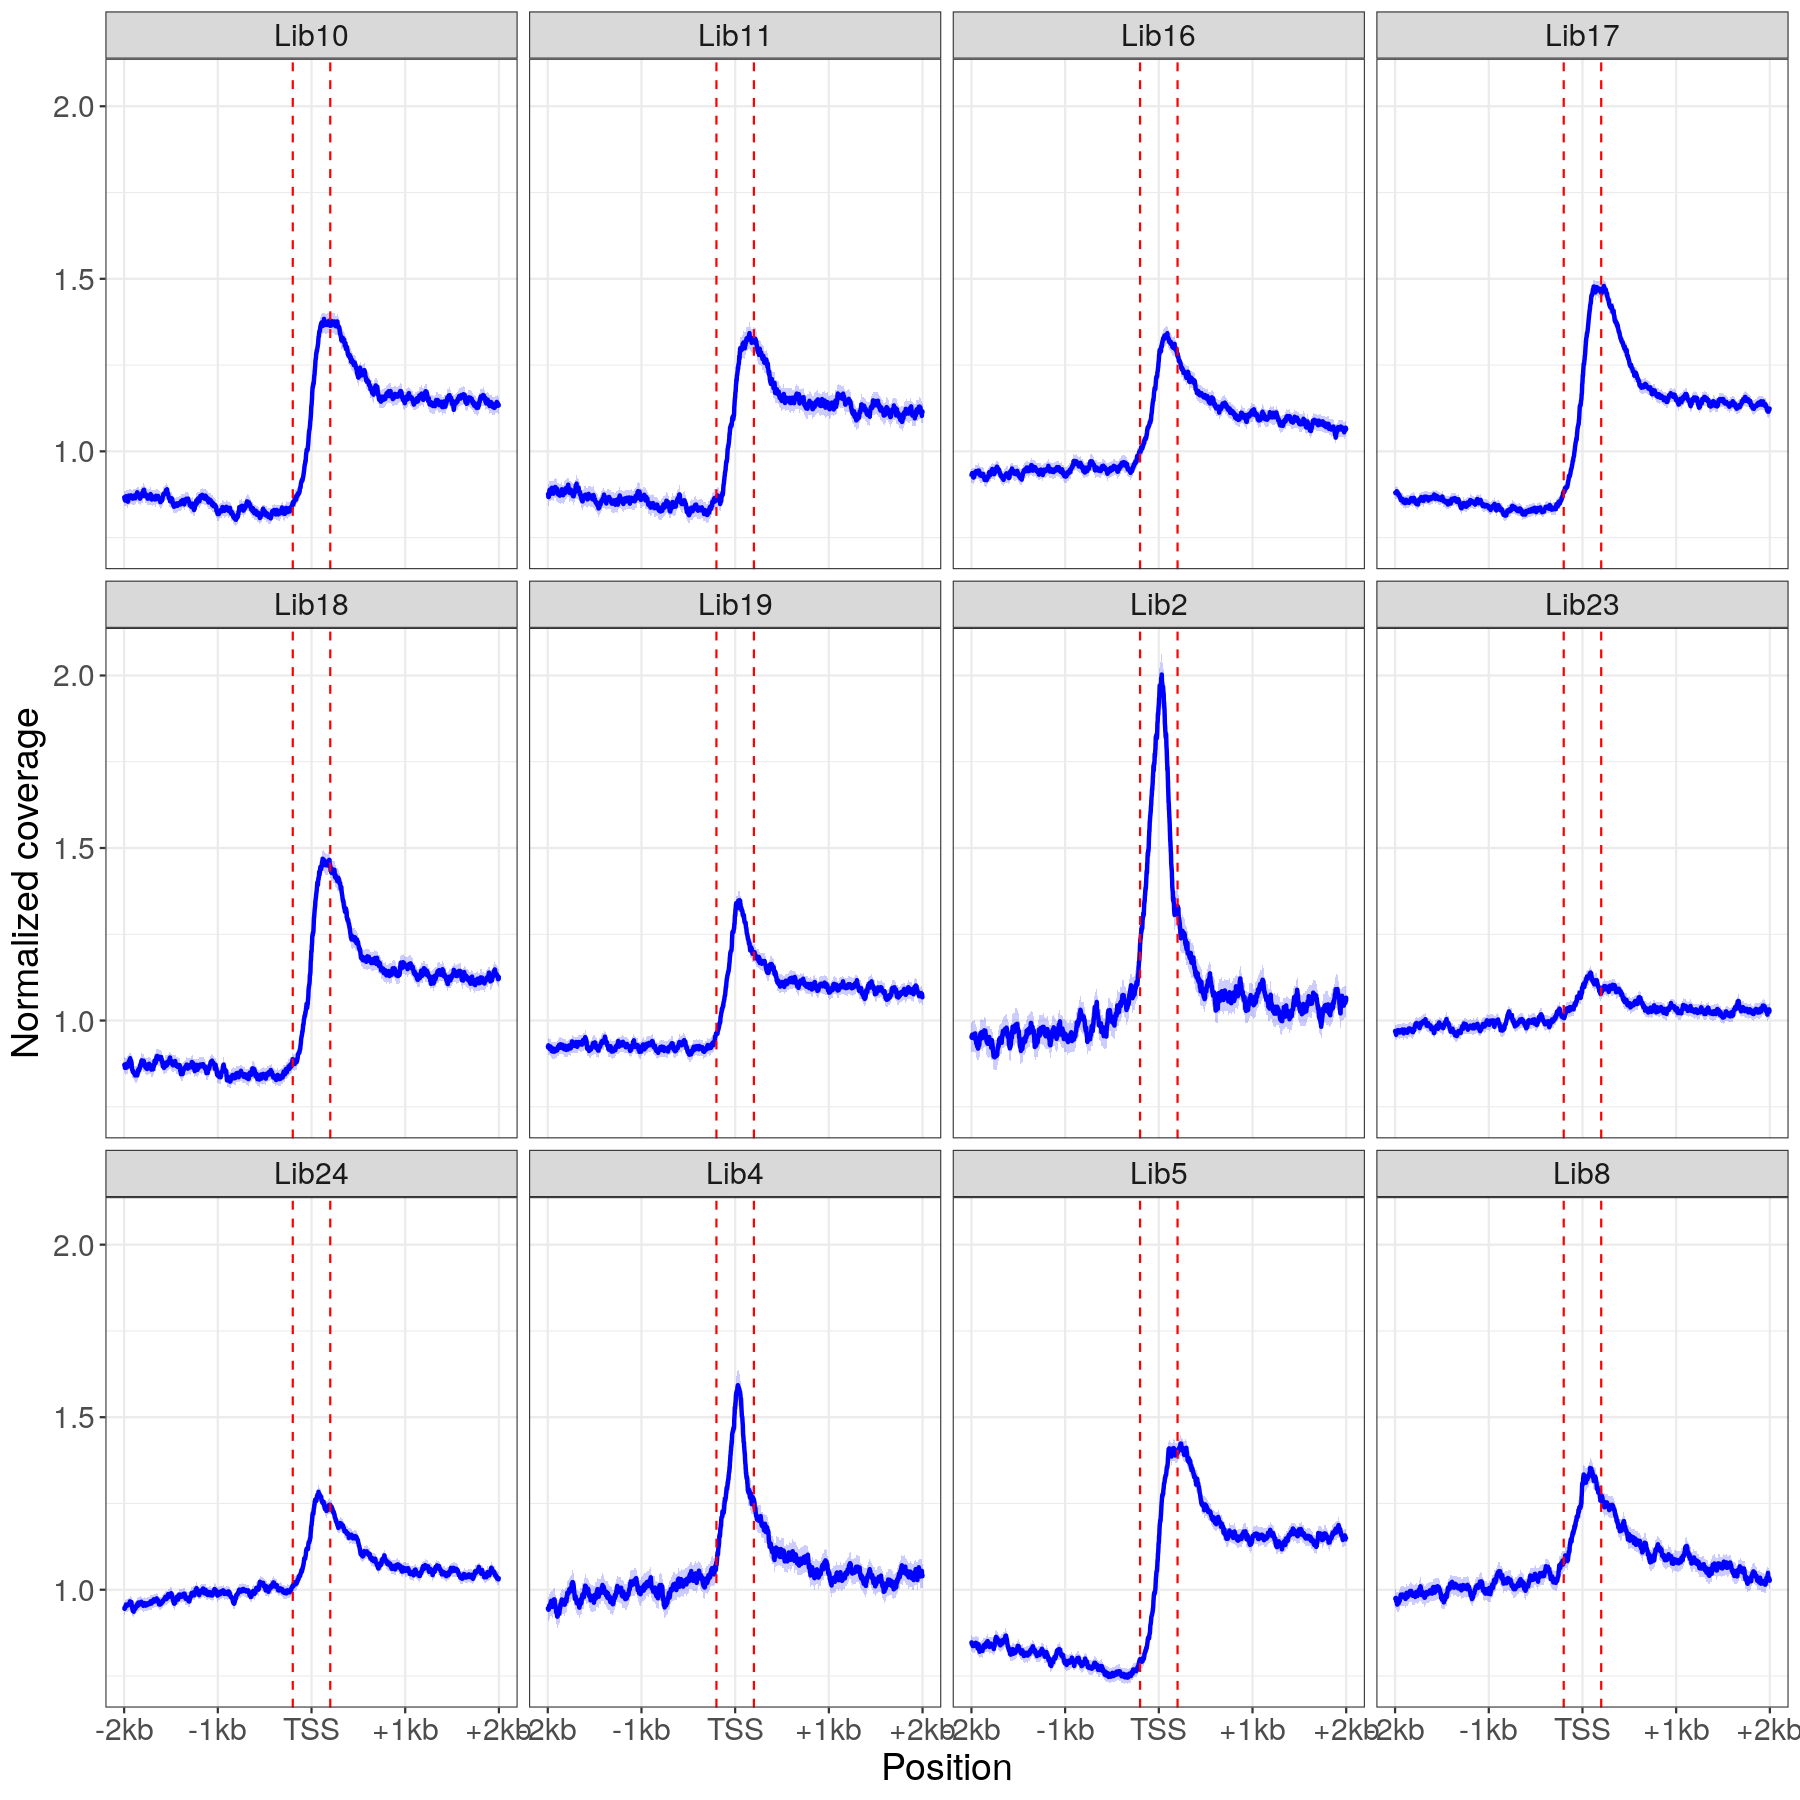 Lib10 Lib11 Lib16 Lib17
2.0
1.5
1.0
Lib18 Lib19 Lib2 Lib23
2.0
1.5
1.0
Normalized coverage
Lib24 Lib4 Lib5 Lib8
2.0
1.5
1.0
-2kb -1kb TSS +1kb +2kb -2kb -1kb TSS +1kb +2kb -2kb -1kb TSS +1kb +2kb -2kb -1kb TSS +1kb +2kb
Position